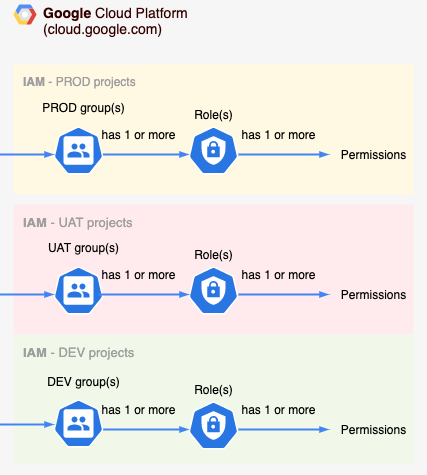 Google Cloud Platform
(cloud.google.com)
IAM - PROD projects
PROD group(s)
has 1 or more
Role(s)
has 1 or more
Permissions
IAM - UAT projects
UAT group(s)
has 1 or more
Role(s)
has 1 or more
Permissions
IAM - DEV projects
DEV group(s)
has 1 or more
Role(s)
has 1 or more
Permissions